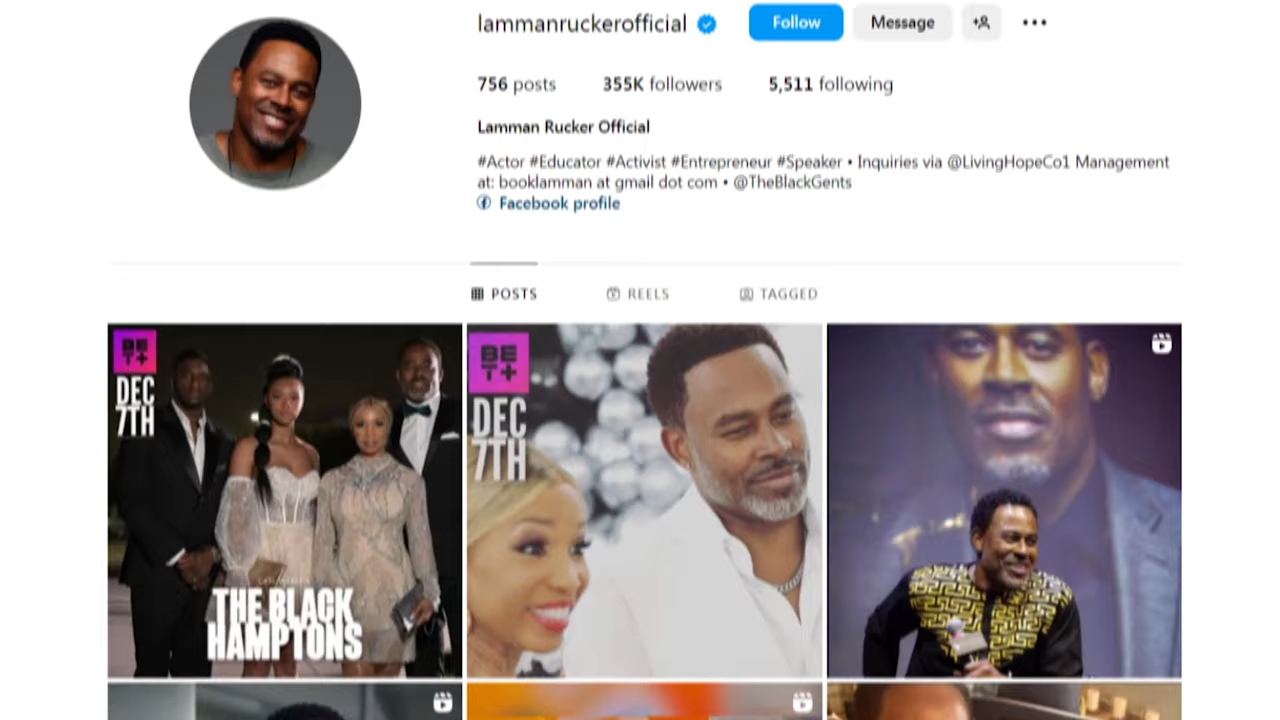 lammanruckerofficial
Follow
Message
756 posts
355K followers
5,511 following
Lamman Rucker Official
#Actor #Educator #Activist #Entrepreneur #Speaker • Inquiries via @LivingHopeCo1 Management
at: booklamman at gmail dot com • @TheBlackGents
Facebook profile
POSTS
REELS
TAGGED
BE
T+
DEC
7TH
THE BLACK
HAMPTONS
BE
T+
DEC
7TH